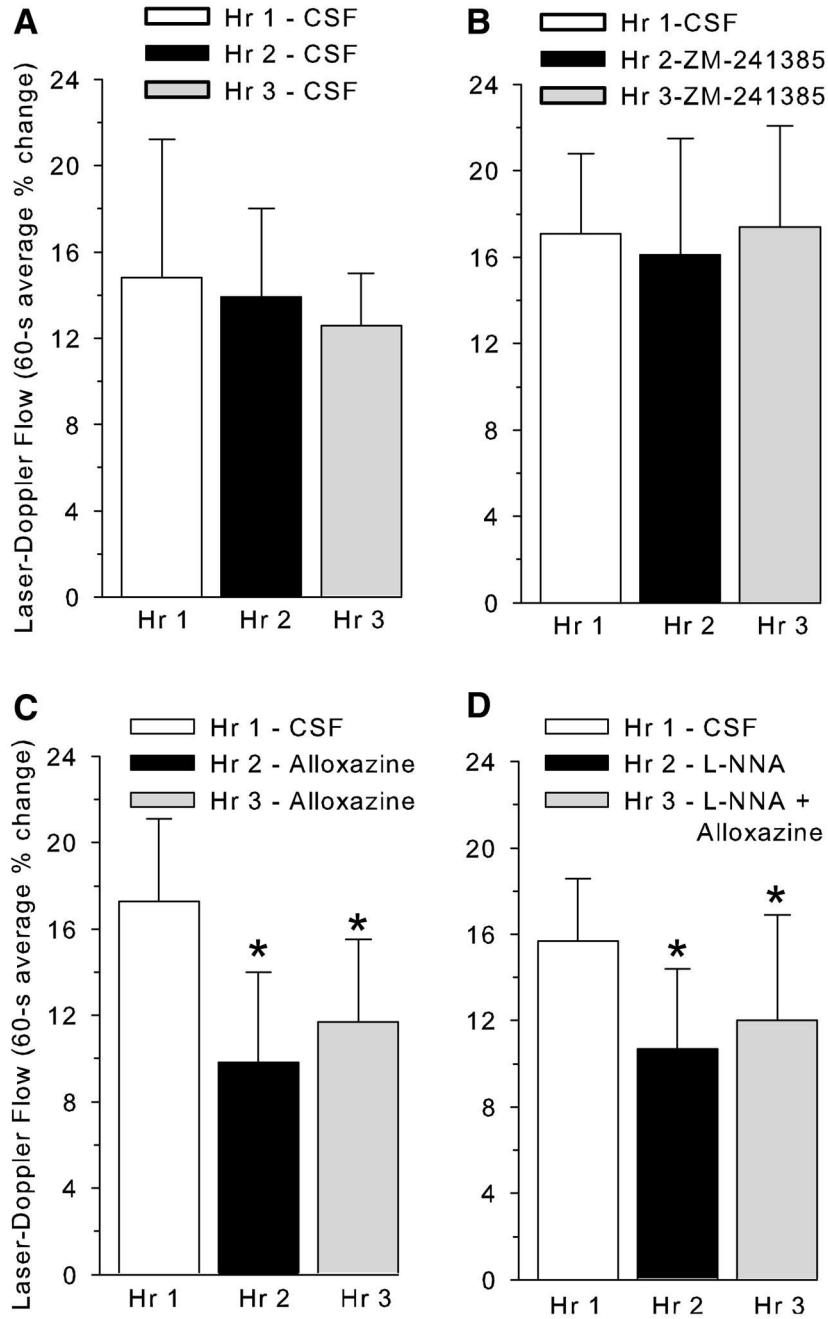 A
Hr 1 - CSF
Hr 2 - CSF
Hr 3 - CSF
Laser-Doppler Flow (60-s average % change)
24
20
16
12
8
4
0
Hr 1 Hr 2 Hr 3
B
Hr 1-CSF
Hr 2-ZM-241385
Hr 3-ZM-241385
24
20
16
12
8
4
0
Hr 1 Hr 2 Hr 3
C
Hr 1 - CSF
Hr 2 - Alloxazine
Hr 3 - Alloxazine
Laser-Doppler Flow (60-s average % change)
24
20
16
12
8
4
0
* *
Hr 1 Hr 2 Hr 3
D
Hr 1 - CSF
Hr 2 - L-NNA
Hr 3 - L-NNA +
Alloxazine
24
20
16
12
8
4
0
* *
Hr 1 Hr 2 Hr 3